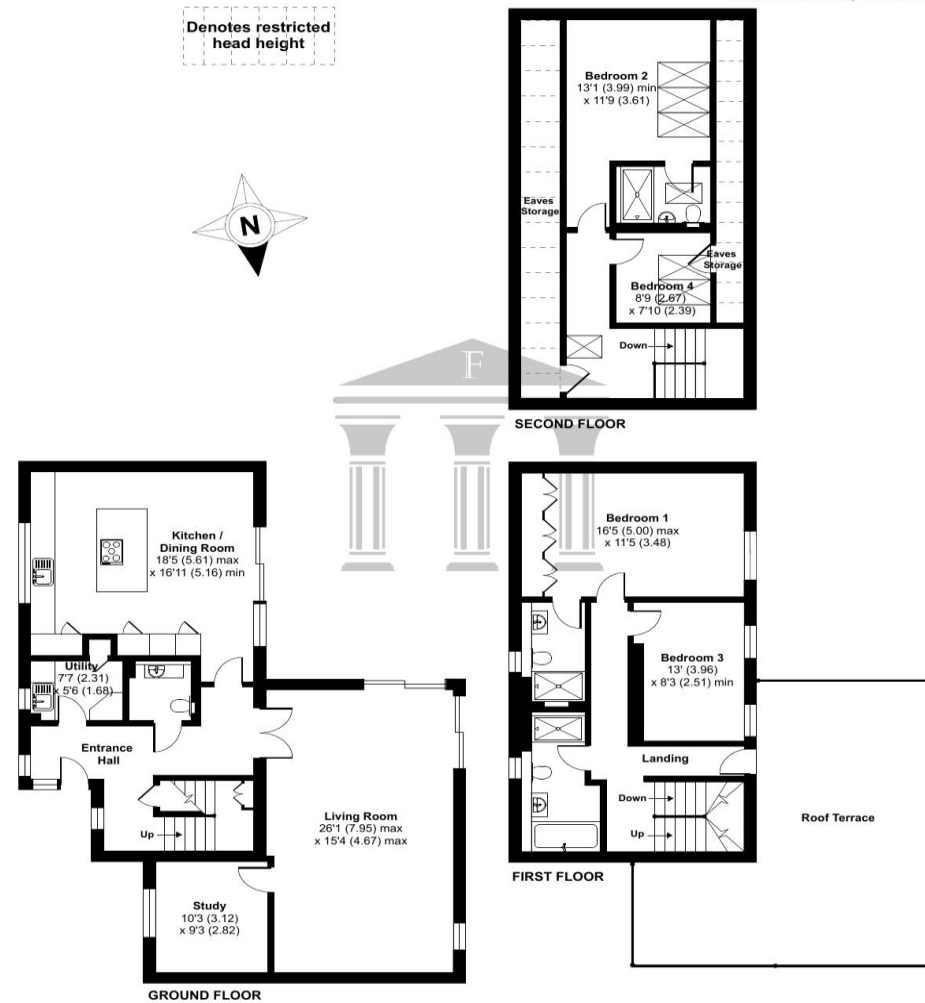 Denotes restricted
head height
N
F
Bedroom 2
13'1 (3.99) min
x 11'9 (3.61)
Eaves
Storage
Eaves
Storage
Bedroom 4
8'9 (2.67)
x 7'10 (2.39)
Down
SECOND FLOOR
Kitchen /
Dining Room
18'5 (5.61) max
x 16'11 (5.16) min
Utility
7'7 (2.31)
x 5'6 (1.68)
Entrance
Hall
Up
Living Room
26'1 (7.95) max
x 15'4 (4.67) max
Study
10'3 (3.12)
x 9'3 (2.82)
GROUND FLOOR
Bedroom 1
16'5 (5.00) max
x 11'5 (3.48)
Bedroom 3
13' (3.96)
x 8'3 (2.51) min
Landing
Down
Up
Roof Terrace
FIRST FLOOR